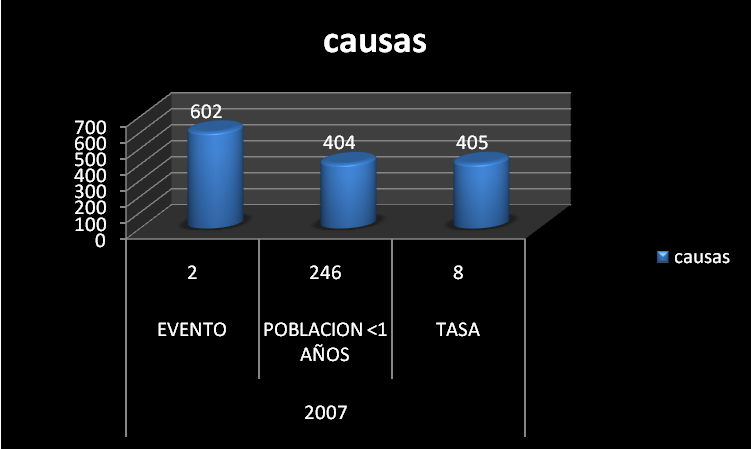 causas
602
404
405
700
600
500
400
300
200
100
0
causas
2
246
8
EVENTO
POBLACION <1
AÑOS
TASA
2007